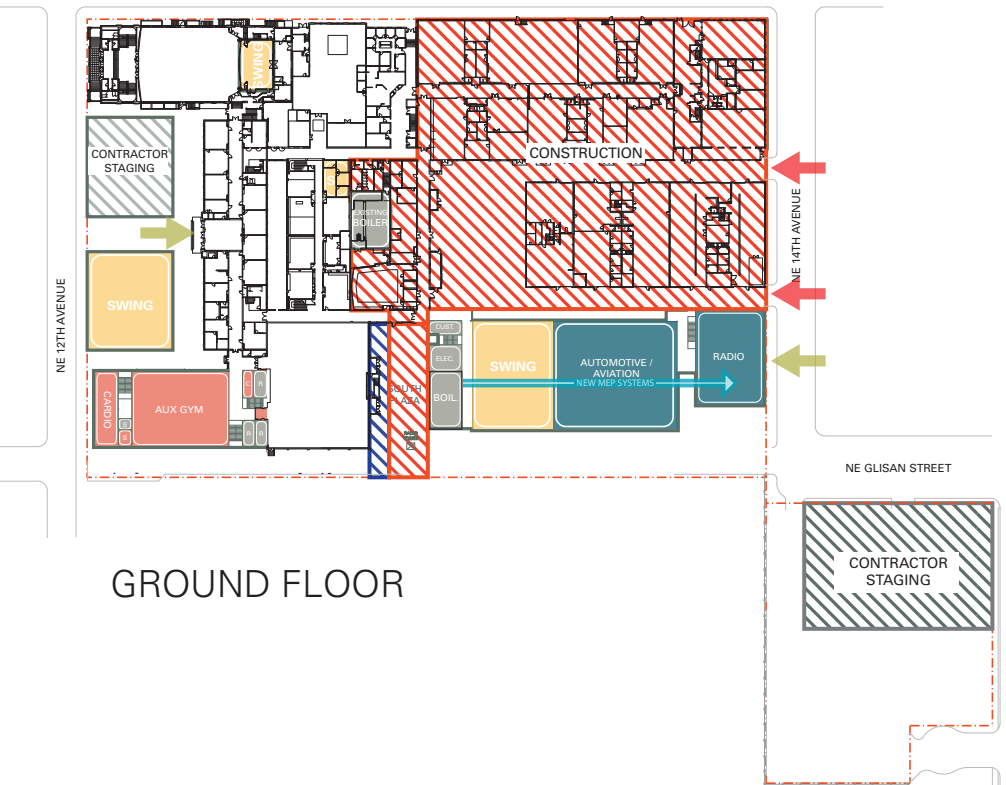 SWING
CONTRACTOR
STAGING
CONSTRUCTION
S
EXISTING
BOILER
NE 14TH AVENUE
NE 12TH AVENUE
SWING
CUST.
ELEC.
BOIL.
SWING
AUTOMOTIVE /
AVIATION
NEW MEP SYSTEMS
RADIO
CARDIO
AUX GYM
C
R
E
S
R
R
SOUTH
PLAZA
NE GLISAN STREET
CONTRACTOR
STAGING
GROUND FLOOR